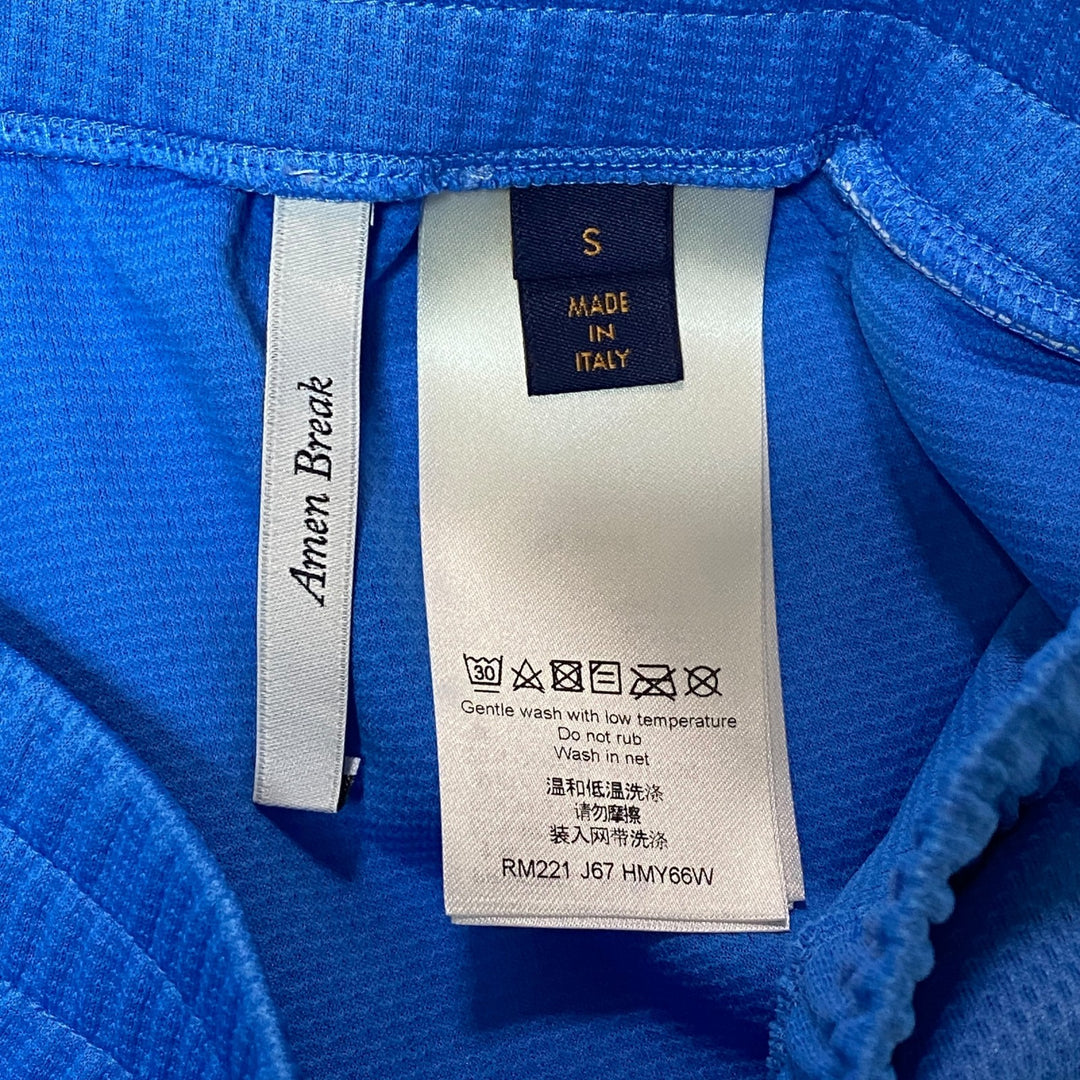 S
MADE
IN
ITALY
Amen Break
30
Gentle wash with low temperature
Do not rub
Wash in net
温和低温洗涤
请勿摩擦
装入网带洗涤
RM221 J67 HMY66W